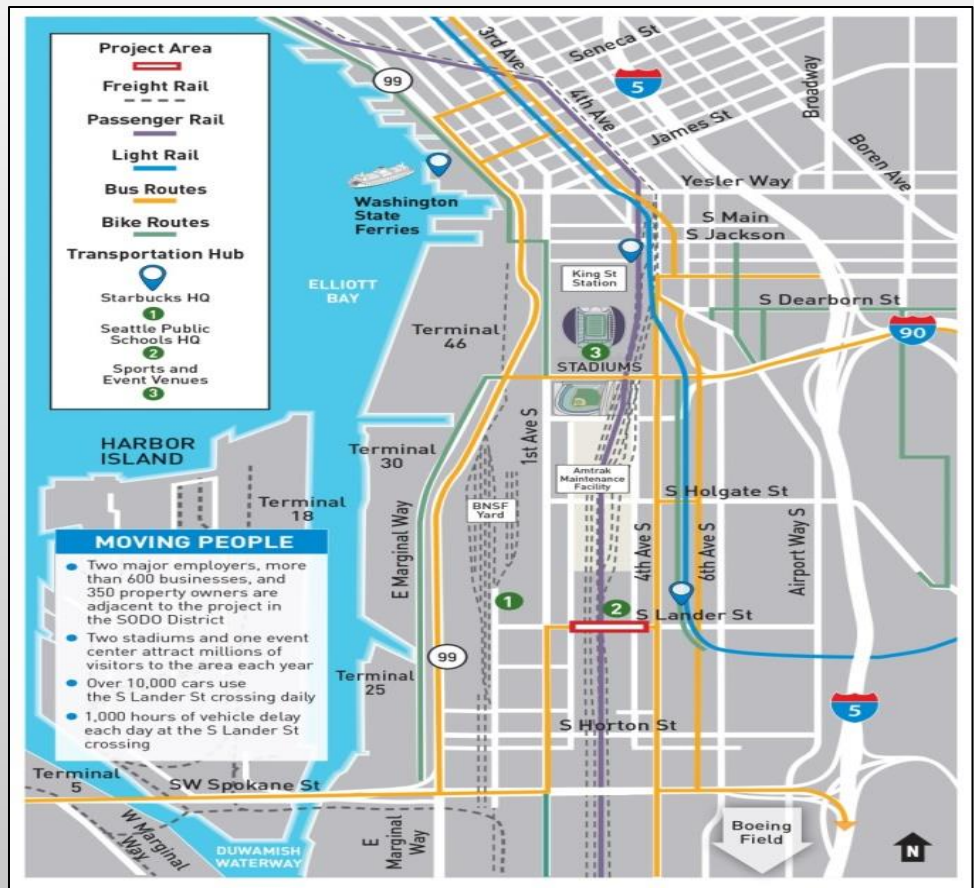 Project Area
Freight Rail
Passenger Rail
Light Rail
Bus Routes
Bike Routes
Transportation Hub
Starbucks HQ
1
Seattle Public
Schools HQ
2
Sports and
Event Venues
3
99
3rd Ave
Seneca St
4th Ave
5
James St
Broadway
Boren Ave
Washington
State
Ferries
Yesler Way
S Main
S Jackson
King St
Station
ELLIOTT
BAY
S Dearborn St
90
Terminal
46
3
STADIUMS
HARBOR
ISLAND
Terminal
30
1st Ave S
Amtrak
Maintenance
Facility
Terminal
18
BNSF
Yard
S Holgate St
E Marginal Way
4th Ave S
6th Ave S
Airport Way S
MOVING PEOPLE
Two major employers, more
than 600 businesses, and
350 property owners are
adjacent to the project in
the SODO District
Two stadiums and one event
center attract millions of
visitors to the area each year
Over 10,000 cars use
the S Lander St crossing daily
1,000 hours of vehicle delay
each day at the S Lander St
crossing
1
2
S Lander St
99
Terminal
25
5
S Horton St
Terminal
5
SW Spokane St
W Marginal
Way
DUWAMISH
WATERWAY
E
Marginal
Way
Boeing
Field
N